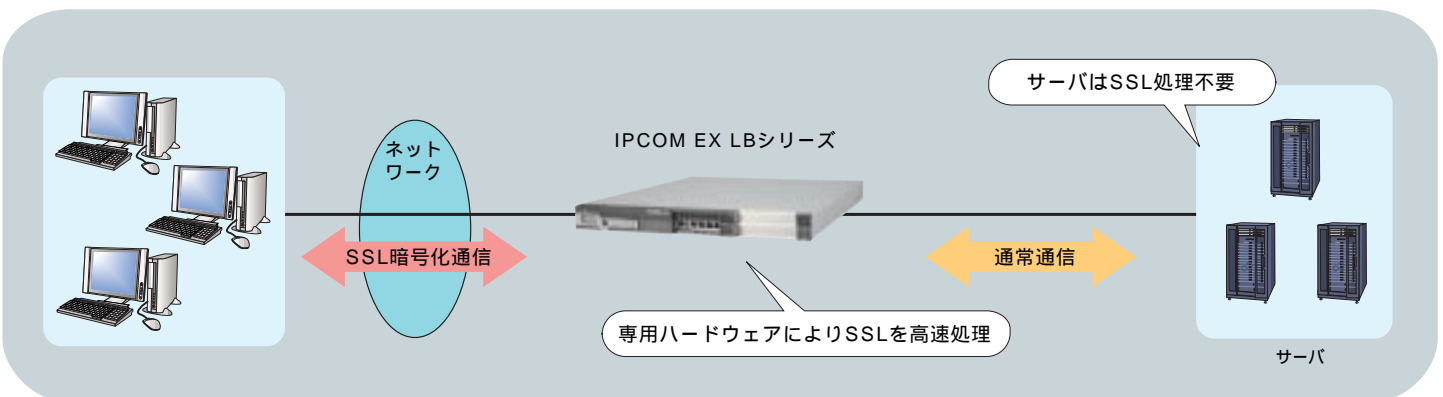 サーバはSSL処理不要
IPCOM EX LBシリーズ
ネット
ワーク
SSL暗号化通信
通常通信
専用ハードウェアによりSSLを高速処理
サーバ